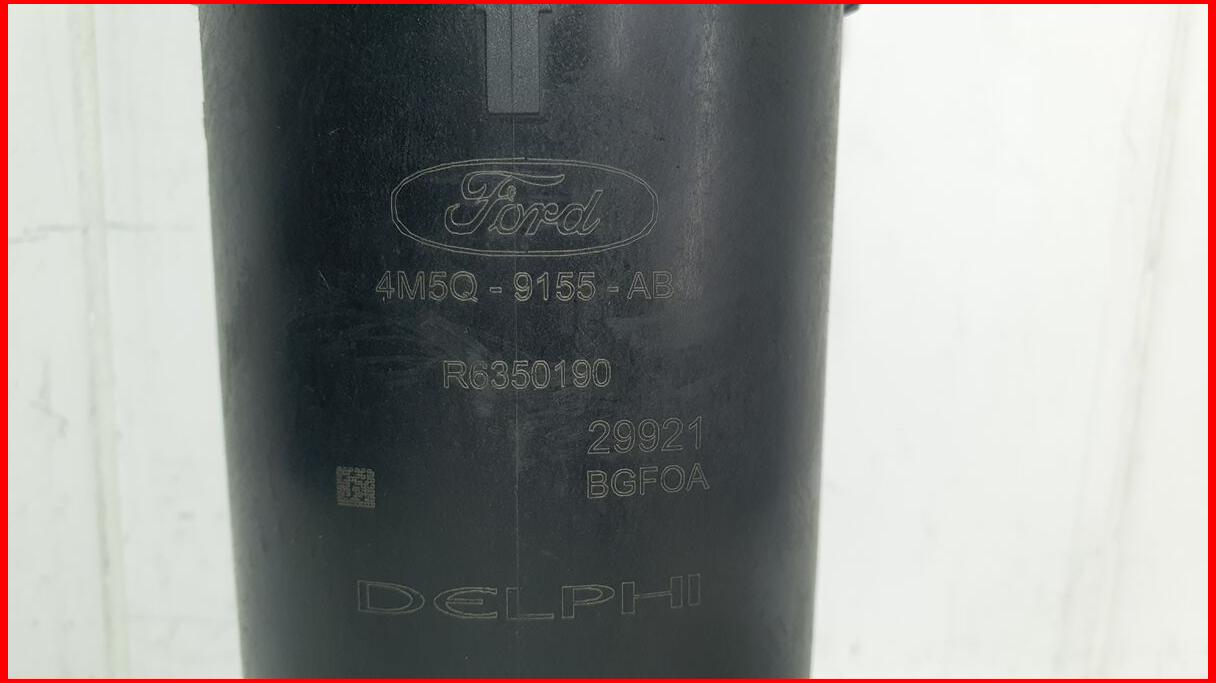 Ford
4M5Q - 9155 - AB
R6350190
29921
BGFOA
DELPHI